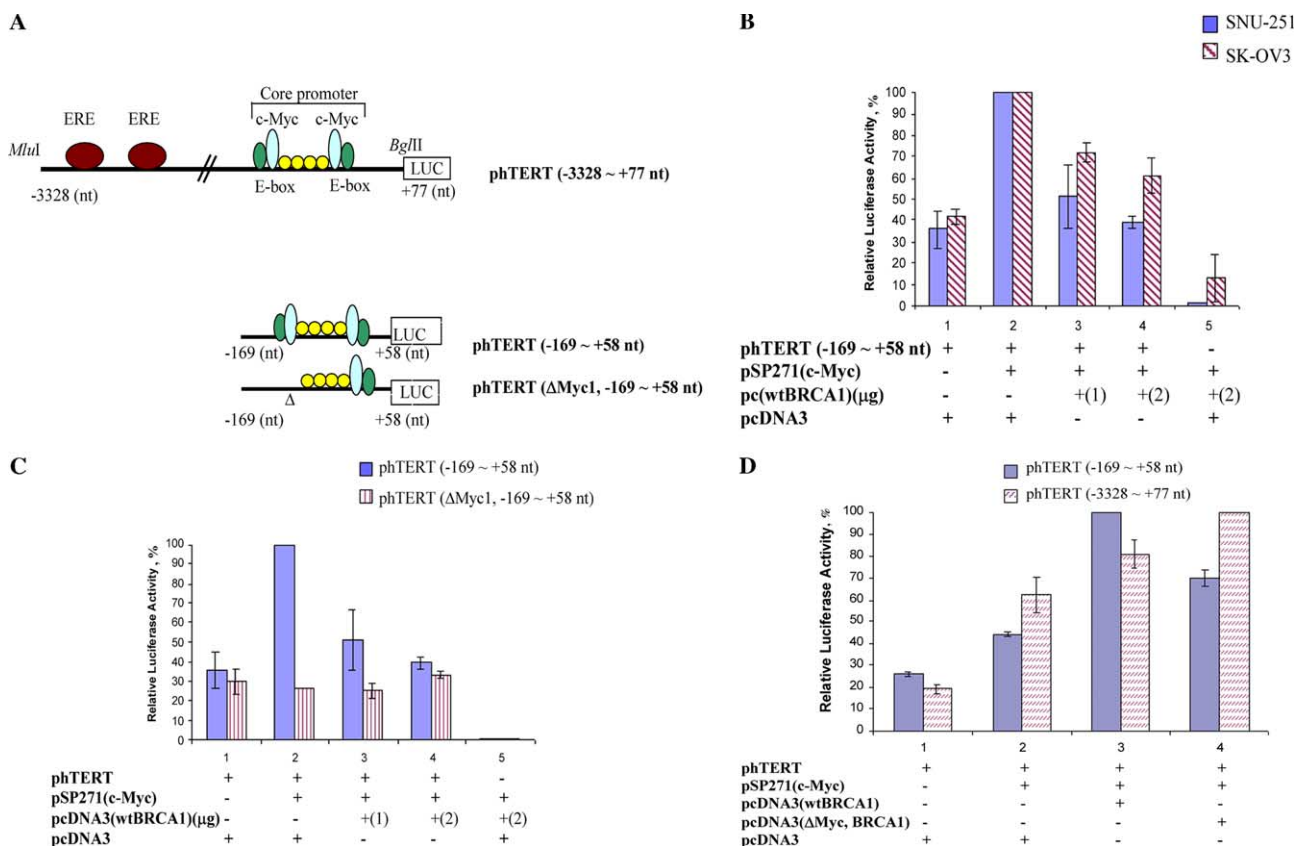 A
Core promoter
ERE ERE c-Myc c-Myc
MluI BglII
LUC
E-box E-box
-3328 (nt) +77 (nt)
phTERT (-3328 ~ +77 nt)
LUC
-169 (nt) +58 (nt)
phTERT (-169 ~ +58 nt)
LUC
Δ
-169 (nt) +58 (nt)
phTERT (ΔMyc1, -169 ~ +58 nt)
B
SNU-251
SK-OV3
Relative Luciferase Activity, %
100
90
80
70
60
50
40
30
20
10
0
1 2 3 4 5
phTERT (-169 ~ +58 nt) + + + + -
pSP271(c-Myc) - + + + +
pc(wtBRCA1)(μg) - - +(1) +(2) +(2)
pcDNA3 + + - - +
C
phTERT (-169 ~ +58 nt)
phTERT (ΔMyc1, -169 ~ +58 nt)
Relative Luciferase Activity, %
100
90
80
70
60
50
40
30
20
10
0
1 2 3 4 5
phTERT + + + + -
pSP271(c-Myc) - + + + +
pcDNA3(wtBRCA1)(μg) - - +(1) +(2) +(2)
pcDNA3 + + - - +
D
phTERT (-169 ~ +58 nt)
phTERT (-3328 ~ +77 nt)
Relative Luciferase Activity, %
100
90
80
70
60
50
40
30
20
10
0
1 2 3 4
phTERT + + + +
pSP271(c-Myc) - + + +
pcDNA3(wtBRCA1) - - + -
pcDNA3(ΔMyc, BRCA1) - - - +
pcDNA3 + + - -